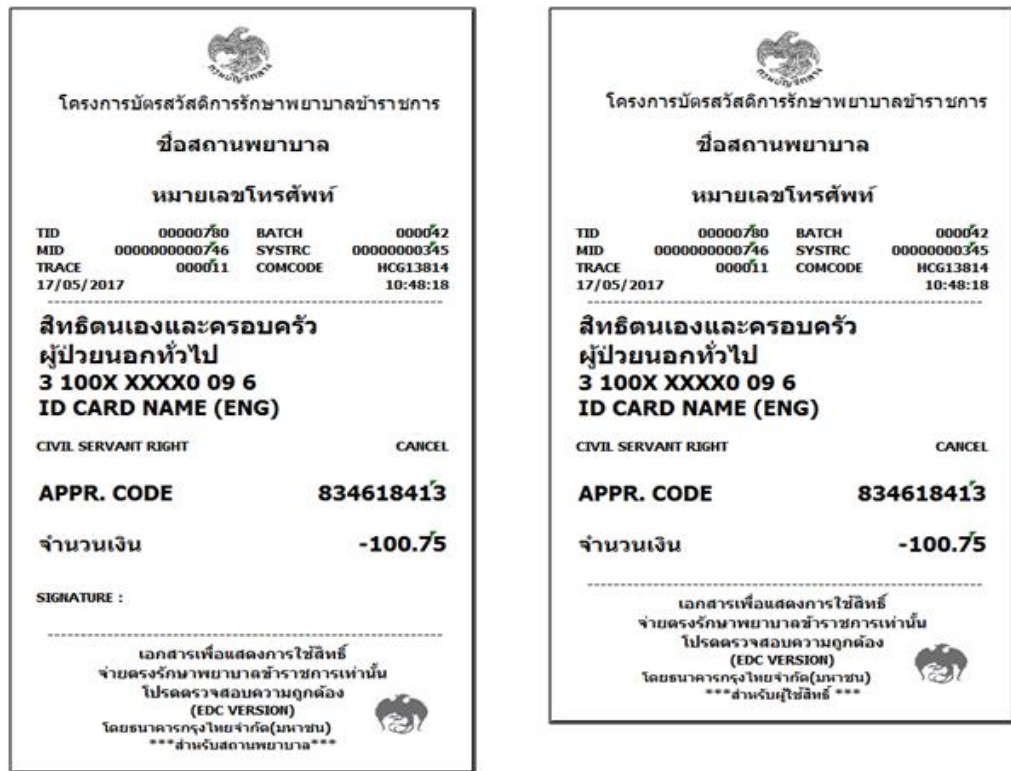 กรมบัญชีกลาง
โครงการบัตรสวัสดิการรักษาพยาบาลข้าราชการ
ชื่อสถานพยาบาล
หมายเลขโทรศัพท์
TID 00000780 BATCH 000042
MID 0000000000746 SYSTRC 00000000345
TRACE 000011 COMCODE HCG13814
17/05/2017 10:48:18
สิทธิตนเองและครอบครัว
ผู้ป่วยนอกทั่วไป
3 100X XXXX0 09 6
ID CARD NAME (ENG)
CIVIL SERVANT RIGHT CANCEL
APPR. CODE 834618413
จำนวนเงิน -100.75
SIGNATURE :
เอกสารเพื่อแสดงการใช้สิทธิ์
จ่ายตรงรักษาพยาบาลข้าราชการเท่านั้น
โปรดตรวจสอบความถูกต้อง
(EDC VERSION)
โดยธนาคารกรุงไทยจำกัด(มหาชน)
***สำหรับสถานพยาบาล***
กรมบัญชีกลาง
โครงการบัตรสวัสดิการรักษาพยาบาลข้าราชการ
ชื่อสถานพยาบาล
หมายเลขโทรศัพท์
TID 00000780 BATCH 000042
MID 0000000000746 SYSTRC 00000000345
TRACE 000011 COMCODE HCG13814
17/05/2017 10:48:18
สิทธิตนเองและครอบครัว
ผู้ป่วยนอกทั่วไป
3 100X XXXX0 09 6
ID CARD NAME (ENG)
CIVIL SERVANT RIGHT CANCEL
APPR. CODE 834618413
จำนวนเงิน -100.75
เอกสารเพื่อแสดงการใช้สิทธิ์
จ่ายตรงรักษาพยาบาลข้าราชการเท่านั้น
โปรดตรวจสอบความถูกต้อง
(EDC VERSION)
โดยธนาคารกรุงไทยจำกัด(มหาชน)
***สำหรับผู้ใช้สิทธิ์ ***